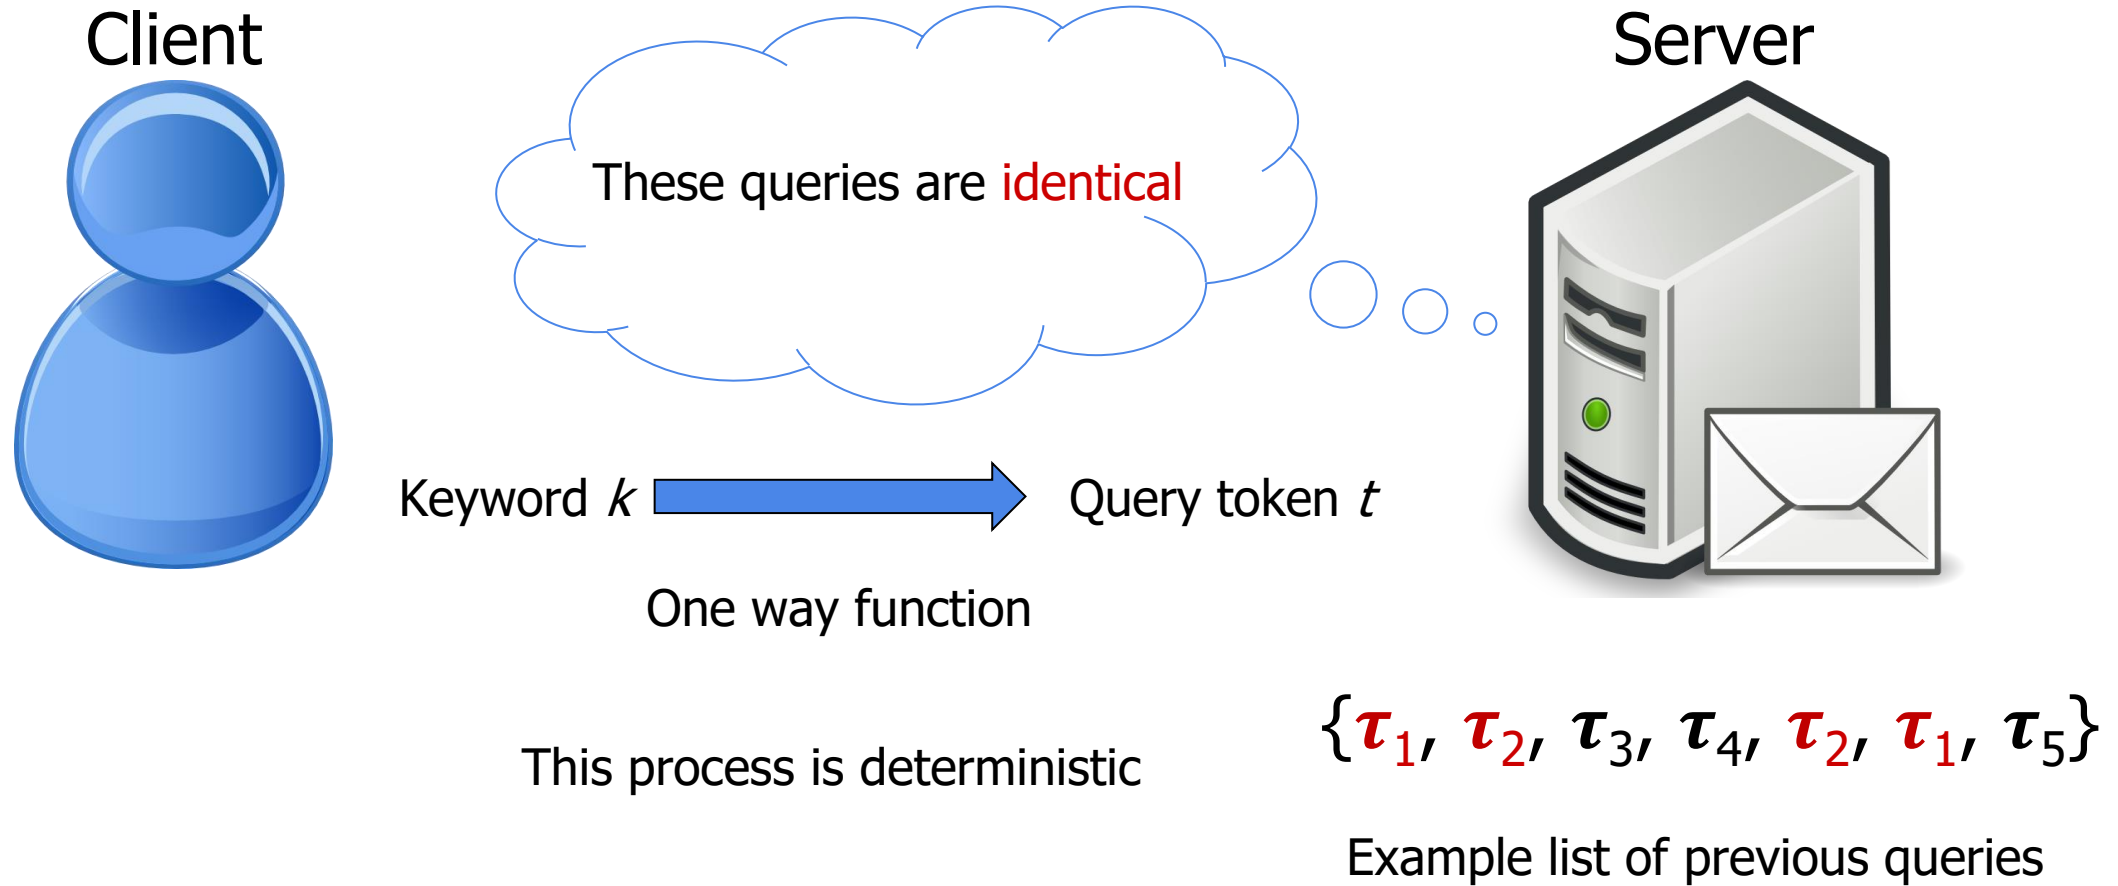 Client
Server
These queries are identical
Keyword k
Query token t
One way function
{τ₁, τ₂, τ₃, τ₄, τ₂, τ₁, τ₅}
This process is deterministic
Example list of previous queries